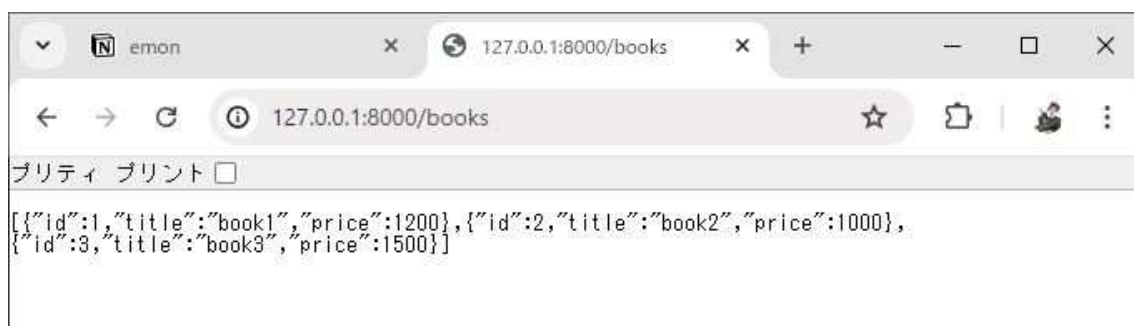 emon
127.0.0.1:8000/books
127.0.0.1:8000/books
プリティ プリント
[{"id":1,"title":"book1","price":1200},{"id":2,"title":"book2","price":1000},
{"id":3,"title":"book3","price":1500}]